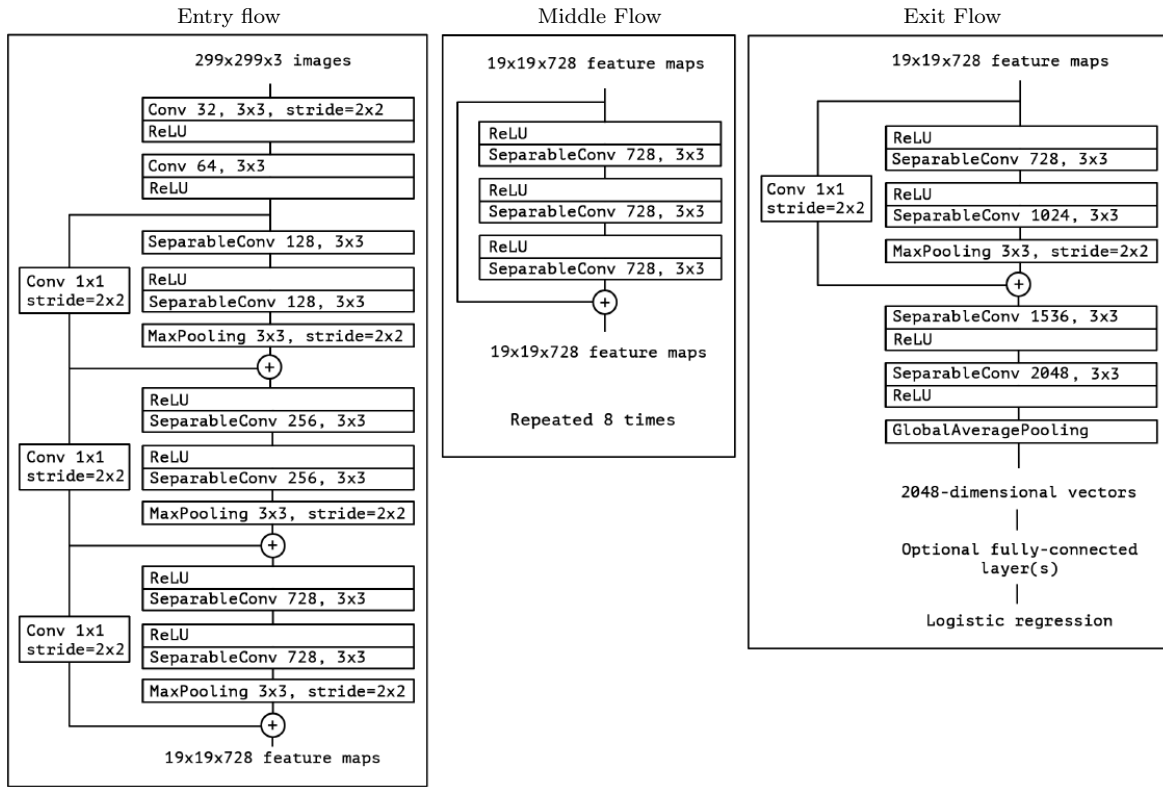 Entry flow
299x299x3 images
Conv 32, 3x3, stride=2x2
ReLU
Conv 64, 3x3
ReLU
SeparableConv 128, 3x3
Conv 1x1
stride=2x2
ReLU
SeparableConv 128, 3x3
MaxPooling 3x3, stride=2x2
+
ReLU
SeparableConv 256, 3x3
Conv 1x1
stride=2x2
ReLU
SeparableConv 256, 3x3
MaxPooling 3x3, stride=2x2
+
ReLU
SeparableConv 728, 3x3
Conv 1x1
stride=2x2
ReLU
SeparableConv 728, 3x3
MaxPooling 3x3, stride=2x2
+
19x19x728 feature maps
Middle Flow
19x19x728 feature maps
ReLU
SeparableConv 728, 3x3
ReLU
SeparableConv 728, 3x3
ReLU
SeparableConv 728, 3x3
+
19x19x728 feature maps
Repeated 8 times
Exit Flow
19x19x728 feature maps
ReLU
SeparableConv 728, 3x3
Conv 1x1
stride=2x2
ReLU
SeparableConv 1024, 3x3
MaxPooling 3x3, stride=2x2
+
SeparableConv 1536, 3x3
ReLU
SeparableConv 2048, 3x3
ReLU
GlobalAveragePooling
2048-dimensional vectors
Optional fully-connected
layer(s)
Logistic regression